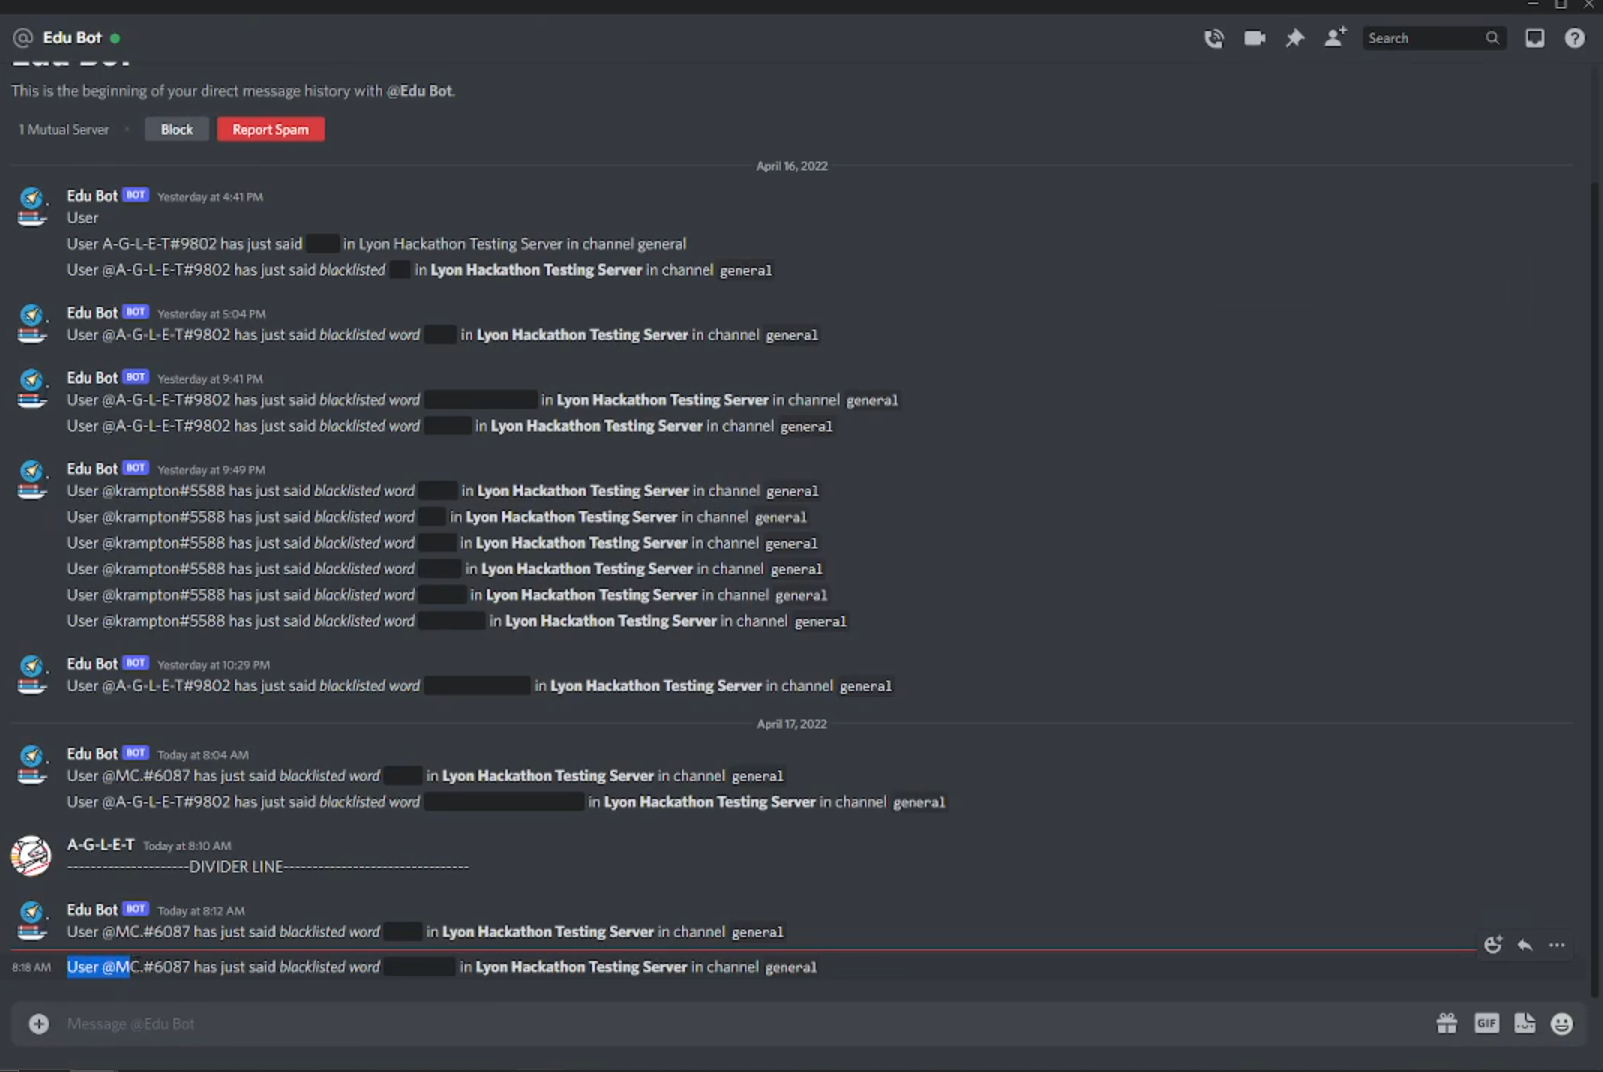 Edu Bot
Search
Edu Bot
This is the beginning of your direct message history with @Edu Bot.
1 Mutual Server
Block
Report Spam
April 16, 2022
Edu Bot BOT Yesterday at 4:41 PM
User
User A-G-L-E-T#9802 has just said in Lyon Hackathon Testing Server in channel general
User @A-G-L-E-T#9802 has just said blacklisted in Lyon Hackathon Testing Server in channel general
Edu Bot BOT Yesterday at 5:04 PM
User @A-G-L-E-T#9802 has just said blacklisted word in Lyon Hackathon Testing Server in channel general
Edu Bot BOT Yesterday at 9:41 PM
User @A-G-L-E-T#9802 has just said blacklisted word in Lyon Hackathon Testing Server in channel general
User @A-G-L-E-T#9802 has just said blacklisted word in Lyon Hackathon Testing Server in channel general
Edu Bot BOT Yesterday at 9:49 PM
User @krampton#5588 has just said blacklisted word in Lyon Hackathon Testing Server in channel general
User @krampton#5588 has just said blacklisted word in Lyon Hackathon Testing Server in channel general
User @krampton#5588 has just said blacklisted word in Lyon Hackathon Testing Server in channel general
User @krampton#5588 has just said blacklisted word in Lyon Hackathon Testing Server in channel general
User @krampton#5588 has just said blacklisted word in Lyon Hackathon Testing Server in channel general
User @krampton#5588 has just said blacklisted word in Lyon Hackathon Testing Server in channel general
Edu Bot BOT Yesterday at 10:29 PM
User @A-G-L-E-T#9802 has just said blacklisted word in Lyon Hackathon Testing Server in channel general
April 17, 2022
Edu Bot BOT Today at 8:04 AM
User @MC.#6087 has just said blacklisted word in Lyon Hackathon Testing Server in channel general
User @A-G-L-E-T#9802 has just said blacklisted word in Lyon Hackathon Testing Server in channel general
A-G-L-E-T Today at 8:10 AM
----------------------DIVIDER LINE---------------------------------
Edu Bot BOT Today at 8:12 AM
User @MC.#6087 has just said blacklisted word in Lyon Hackathon Testing Server in channel general
8:18 AM User @MC.#6087 has just said blacklisted word in Lyon Hackathon Testing Server in channel general
Message @Edu Bot
GIF